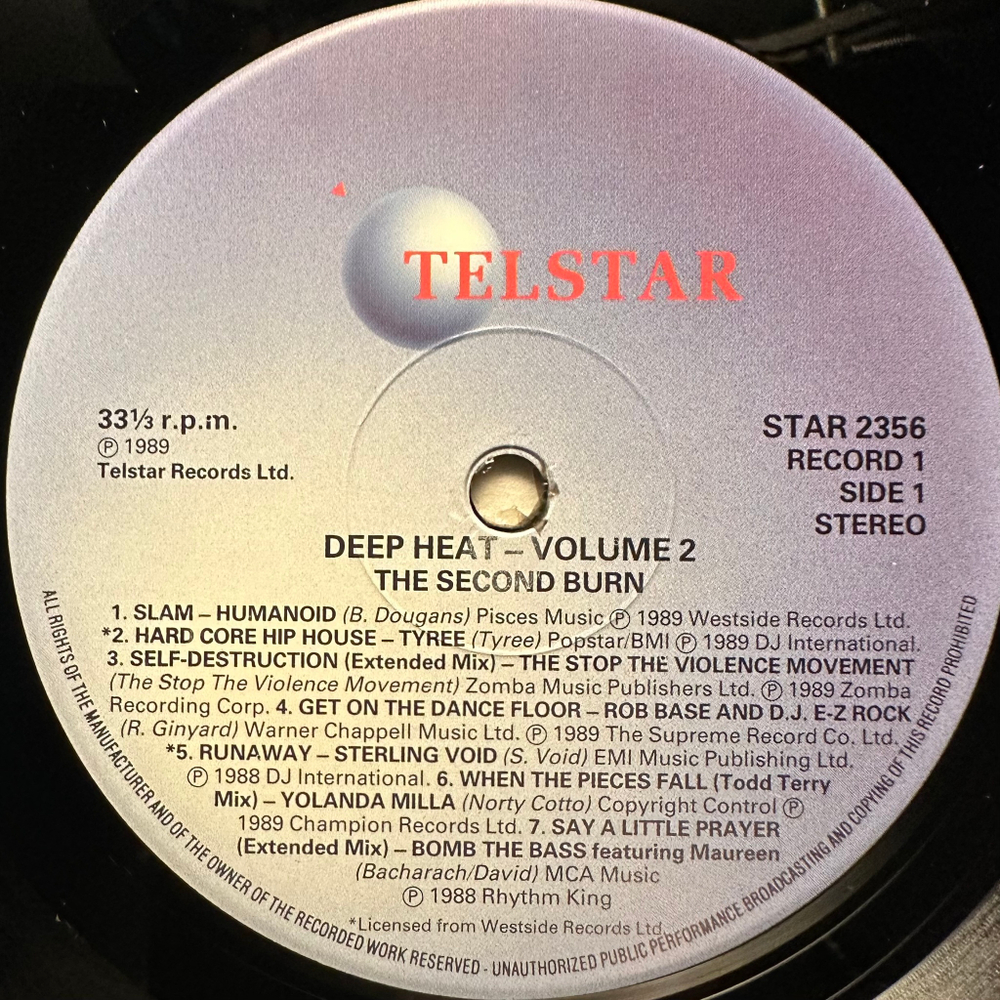 TELSTAR
33⅓ r.p.m.
Ⓟ 1989
Telstar Records Ltd.
STAR 2356
RECORD 1
SIDE 1
STEREO
DEEP HEAT – VOLUME 2
THE SECOND BURN
1. SLAM – HUMANOID (B. Dougans) Pisces Music Ⓟ 1989 Westside Records Ltd.
*2. HARD CORE HIP HOUSE – TYREE (Tyree) Popstar/BMI Ⓟ 1989 DJ International.
3. SELF-DESTRUCTION (Extended Mix) – THE STOP THE VIOLENCE MOVEMENT
(The Stop The Violence Movement) Zomba Music Publishers Ltd. Ⓟ 1989 Zomba
Recording Corp. 4. GET ON THE DANCE FLOOR – ROB BASE AND D.J. E-Z ROCK
(R. Ginyard) Warner Chappell Music Ltd. Ⓟ 1989 The Supreme Record Co. Ltd.
*5. RUNAWAY – STERLING VOID (S. Void) EMI Music Publishing Ltd.
Ⓟ 1988 DJ International. 6. WHEN THE PIECES FALL (Todd Terry
Mix) – YOLANDA MILLA (Norty Cotto) Copyright Control Ⓟ
1989 Champion Records Ltd. 7. SAY A LITTLE PRAYER
(Extended Mix) – BOMB THE BASS featuring Maureen
(Bacharach/David) MCA Music
Ⓟ 1988 Rhythm King
*Licensed from Westside Records Ltd.
ALL RIGHTS OF THE MANUFACTURER AND OF THE OWNER OF THE RECORDED WORK RESERVED - UNAUTHORIZED PUBLIC PERFORMANCE BROADCASTING AND COPYING OF THIS RECORD PROHIBITED